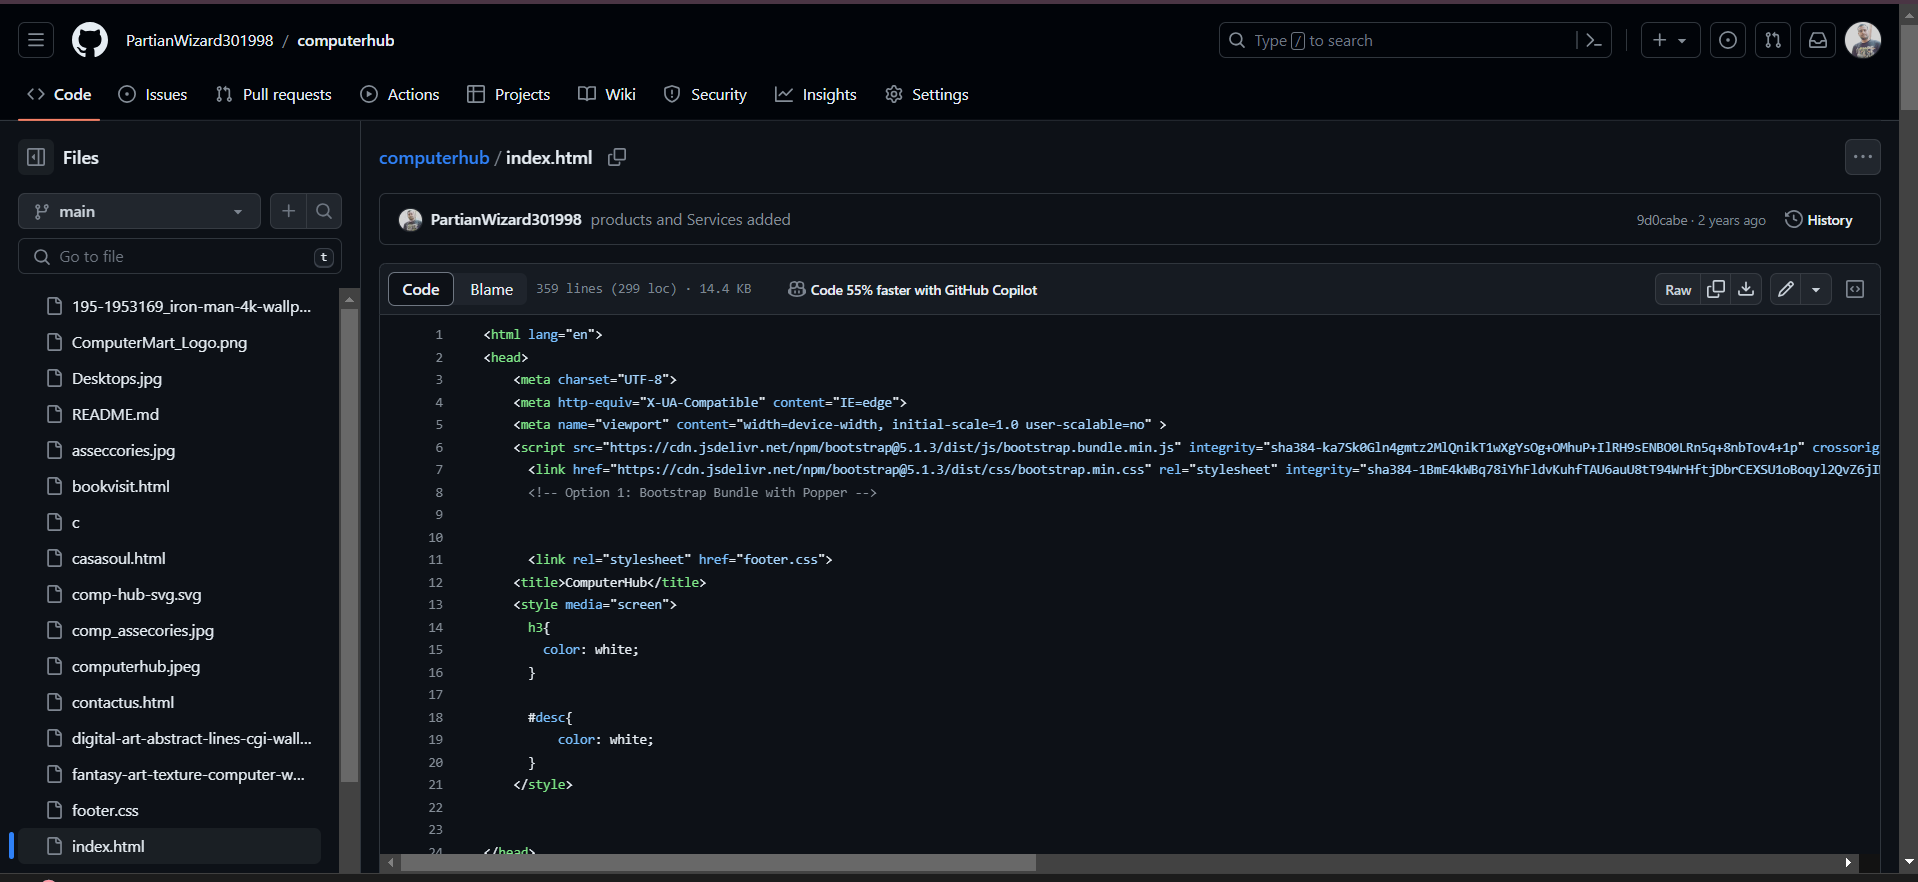 PartianWizard301998 / computerhub
Type / to search
Code Issues Pull requests Actions Projects Wiki Security Insights Settings
Files
main
Go to file t
195-1953169_iron-man-4k-wallp...
ComputerMart_Logo.png
Desktops.jpg
README.md
asseccories.jpg
bookvisit.html
c
casasoul.html
comp-hub-svg.svg
comp_assecories.jpg
computerhub.jpeg
contactus.html
digital-art-abstract-lines-cgi-wall...
fantasy-art-texture-computer-w...
footer.css
index.html
computerhub / index.html
PartianWizard301998 products and Services added 9d0cabe · 2 years ago History
Code Blame 359 lines (299 loc) · 14.4 KB Code 55% faster with GitHub Copilot Raw
1 <html lang="en">
2 <head>
3 <meta charset="UTF-8">
4 <meta http-equiv="X-UA-Compatible" content="IE=edge">
5 <meta name="viewport" content="width=device-width, initial-scale=1.0 user-scalable=no" >
6 <script src="https://cdn.jsdelivr.net/npm/bootstrap@5.1.3/dist/js/bootstrap.bundle.min.js" integrity="sha384-ka7Sk0Gln4gmtz2MlQnikT1wXgYsOg+OMhuP+IlRH9sENBO0LRn5q+8nbTov4+1p" crossorig
7 <link href="https://cdn.jsdelivr.net/npm/bootstrap@5.1.3/dist/css/bootstrap.min.css" rel="stylesheet" integrity="sha384-1BmE4kWBq78iYhFldvKuhfTAU6auU8tT94WrHftjDbrCEXSU1oBoqyl2QvZ6jI
8 <!-- Option 1: Bootstrap Bundle with Popper -->
9
10
11 <link rel="stylesheet" href="footer.css">
12 <title>ComputerHub</title>
13 <style media="screen">
14 h3{
15 color: white;
16 }
17
18 #desc{
19 color: white;
20 }
21 </style>
22
23
24 </head>